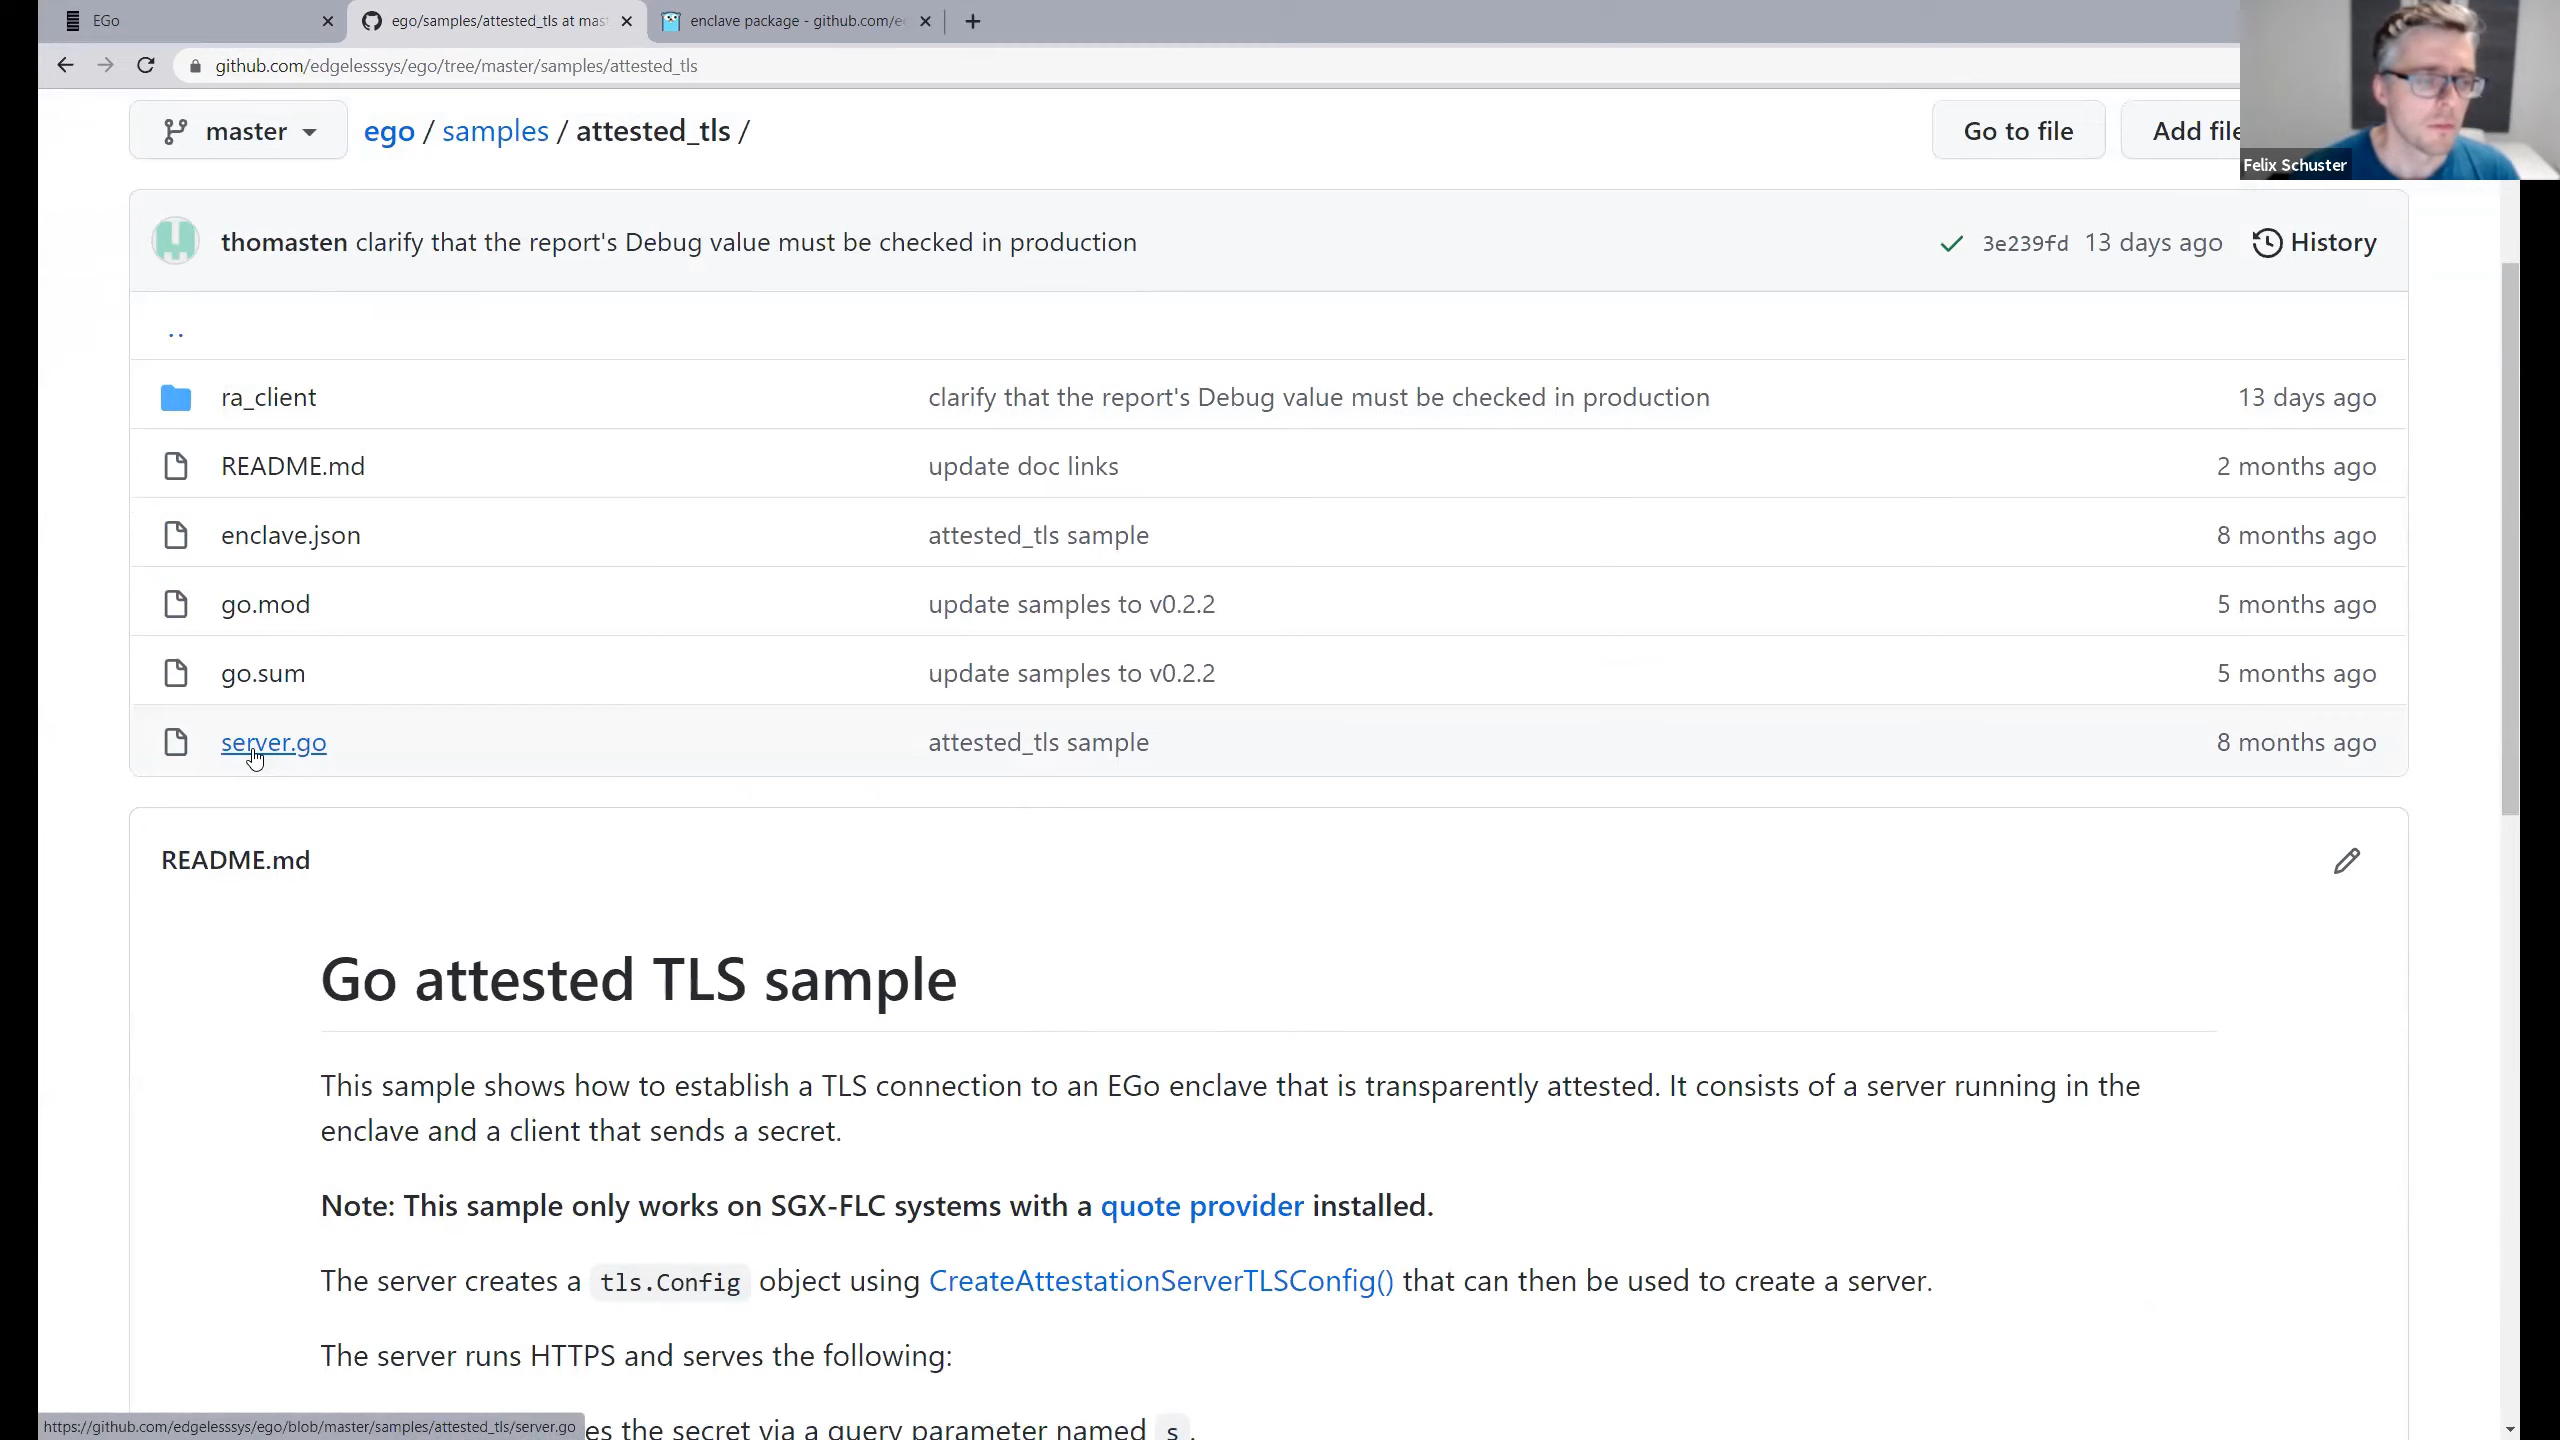 EGo
ego/samples/attested_tls at mas
enclave package - github.com/e
github.com/edgelesssys/ego/tree/master/samples/attested_tls
master
ego / samples / attested_tls /
Go to file
Add file
Felix Schuster
thomasten clarify that the report's Debug value must be checked in production
3e239fd 13 days ago History
..
ra_client clarify that the report's Debug value must be checked in production 13 days ago
README.md update doc links 2 months ago
enclave.json attested_tls sample 8 months ago
go.mod update samples to v0.2.2 5 months ago
go.sum update samples to v0.2.2 5 months ago
server.go attested_tls sample 8 months ago
README.md
Go attested TLS sample
This sample shows how to establish a TLS connection to an EGo enclave that is transparently attested. It consists of a server running in the
enclave and a client that sends a secret.
Note: This sample only works on SGX-FLC systems with a quote provider installed.
The server creates a tls.Config object using CreateAttestationServerTLSConfig() that can then be used to create a server.
The server runs HTTPS and serves the following:
https://github.com/edgelesssys/ego/blob/master/samples/attested_tls/server.go
es the secret via a query parameter named s.